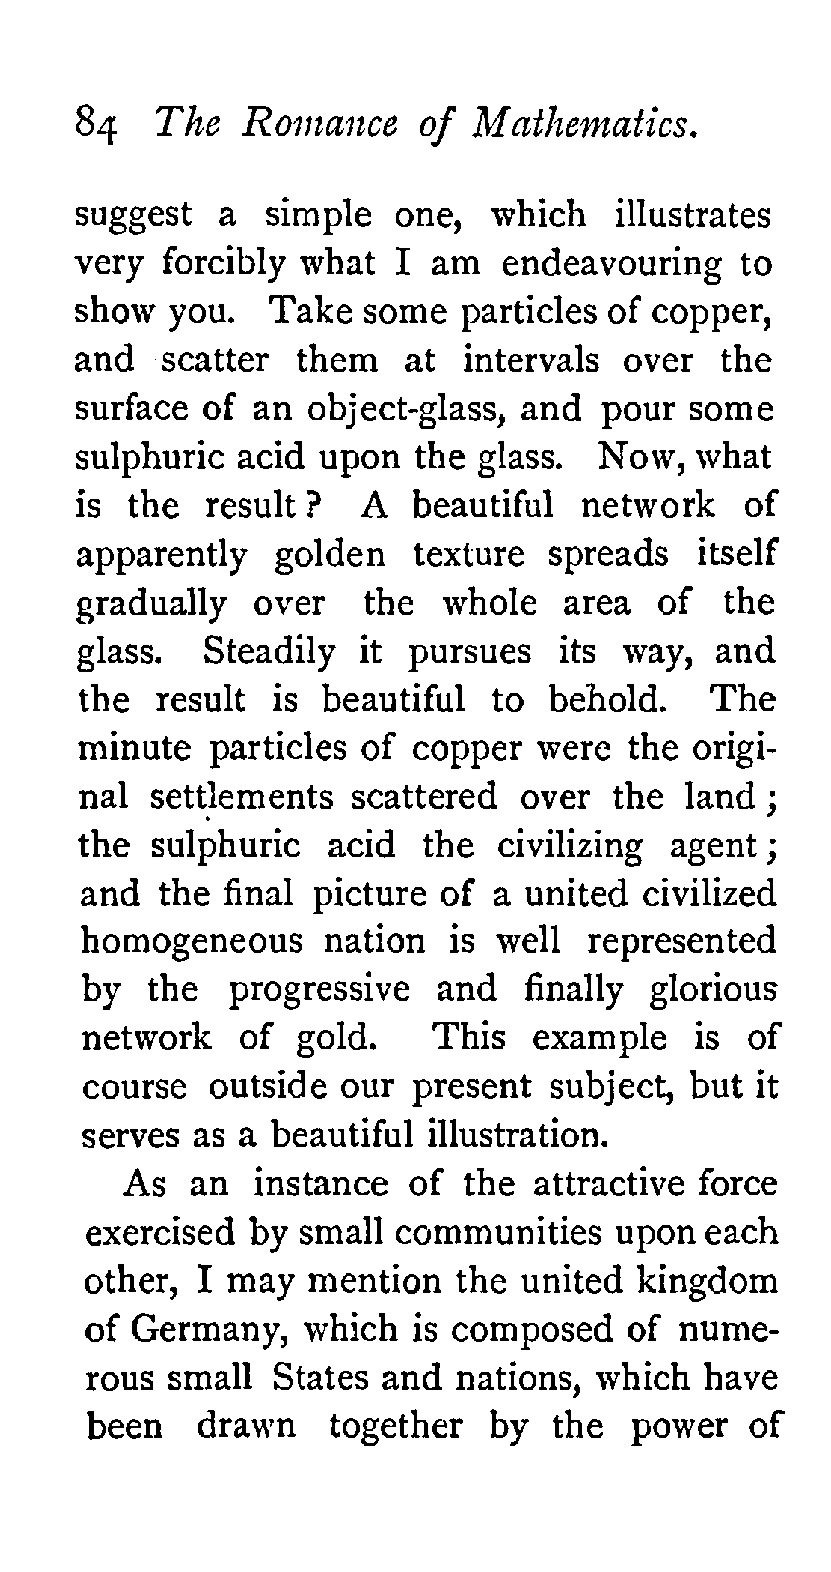 84 The Romance of Mathematics.
suggest a simple one, which illustrates
very forcibly what I am endeavouring to
show you. Take some particles of copper,
and scatter them at intervals over the
surface of an object-glass, and pour some
sulphuric acid upon the glass. Now, what
is the result? A beautiful network of
apparently golden texture spreads itself
gradually over the whole area of the
glass. Steadily it pursues its way, and
the result is beautiful to behold. The
minute particles of copper were the origi-
nal settlements scattered over the land;
the sulphuric acid the civilizing agent;
and the final picture of a united civilized
homogeneous nation is well represented
by the progressive and finally glorious
network of gold. This example is of
course outside our present subject, but it
serves as a beautiful illustration.
As an instance of the attractive force
exercised by small communities upon each
other, I may mention the united kingdom
of Germany, which is composed of nume-
rous small States and nations, which have
been drawn together by the power of